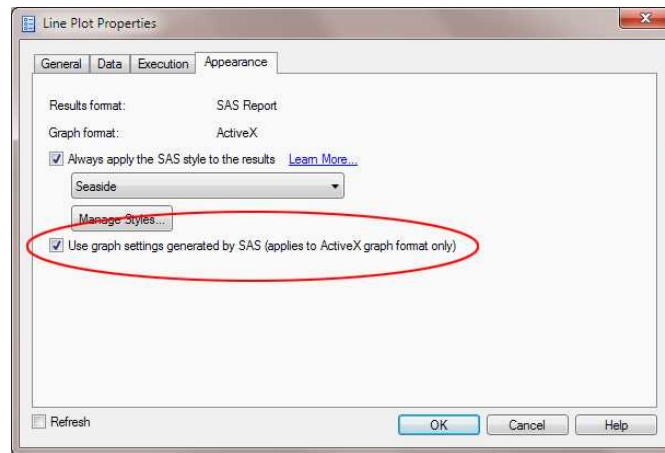 Line Plot Properties
General Data Execution Appearance
Results format: SAS Report
Graph format: ActiveX
Always apply the SAS style to the results Learn More...
Seaside
Manage Styles...
Use graph settings generated by SAS (applies to ActiveX graph format only)
Refresh OK Cancel Help